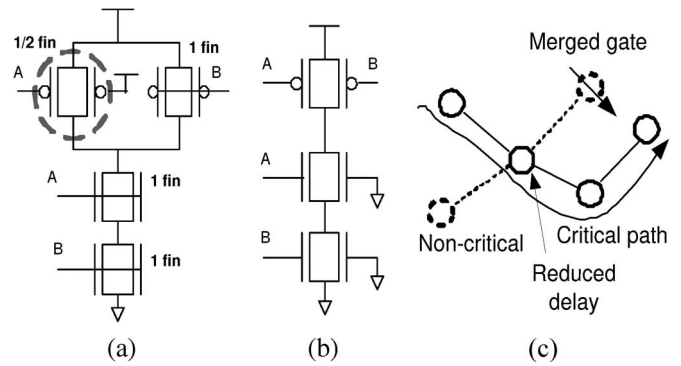 1/2 fin
1 fin
A
B
A
1 fin
B
1 fin
(a)
A
B
A
B
(b)
Merged gate
Non-critical
Critical path
Reduced
delay
(c)